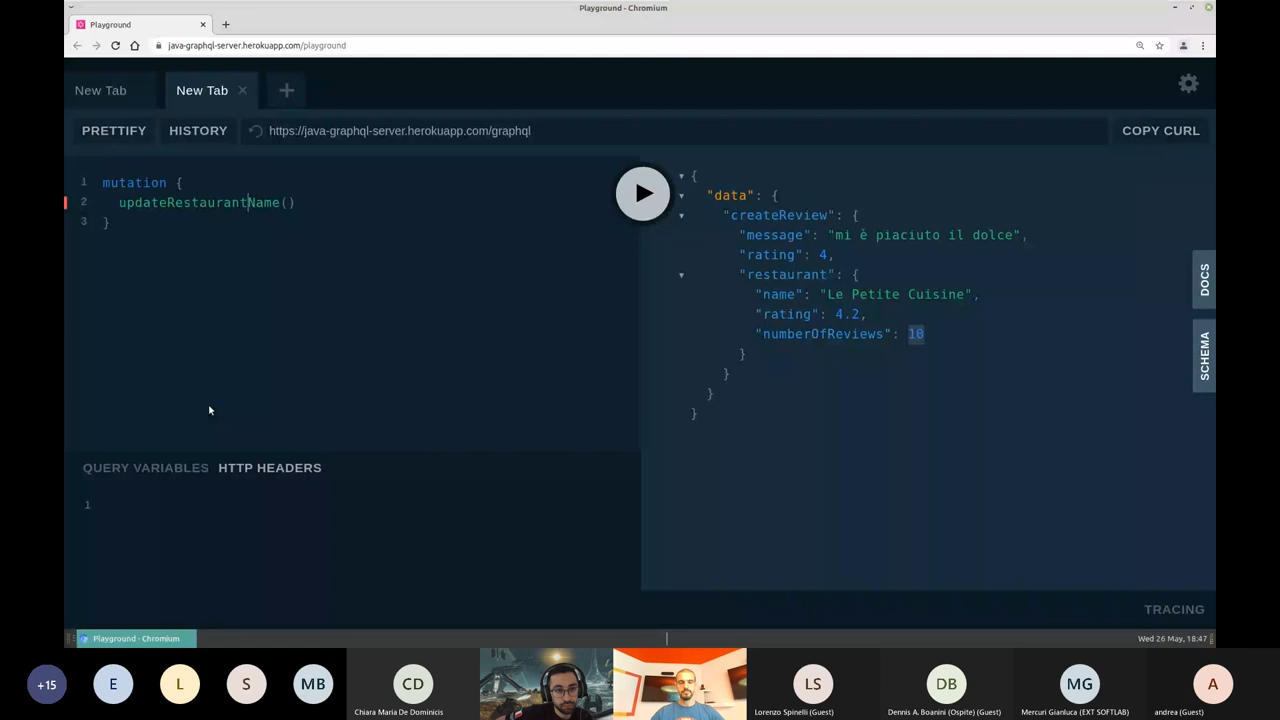 Playground - Chromium
Playground
java-graphql-server.herokuapp.com/playground
New Tab
New Tab
PRETTIFY
HISTORY
https://java-graphql-server.herokuapp.com/graphql
COPY CURL
1 mutation {
2 updateRestaurantName()
3 }
{
"data": {
"createReview": {
"message": "mi è piaciuto il dolce",
"rating": 4,
"restaurant": {
"name": "Le Petite Cuisine",
"rating": 4.2,
"numberOfReviews": 10
}
}
}
}
DOCS
SCHEMA
QUERY VARIABLES
HTTP HEADERS
1
TRACING
Playground - Chromium
Wed 26 May, 18:47
+15
E
L
S
MB
CD
Chiara Maria De Dominicis
LS
Lorenzo Spinelli (Guest)
DB
Dennis A. Boanini (Ospite) (Guest)
MG
Mercuri Gianluca (EXT SOFTLAB)
A
andrea (Guest)